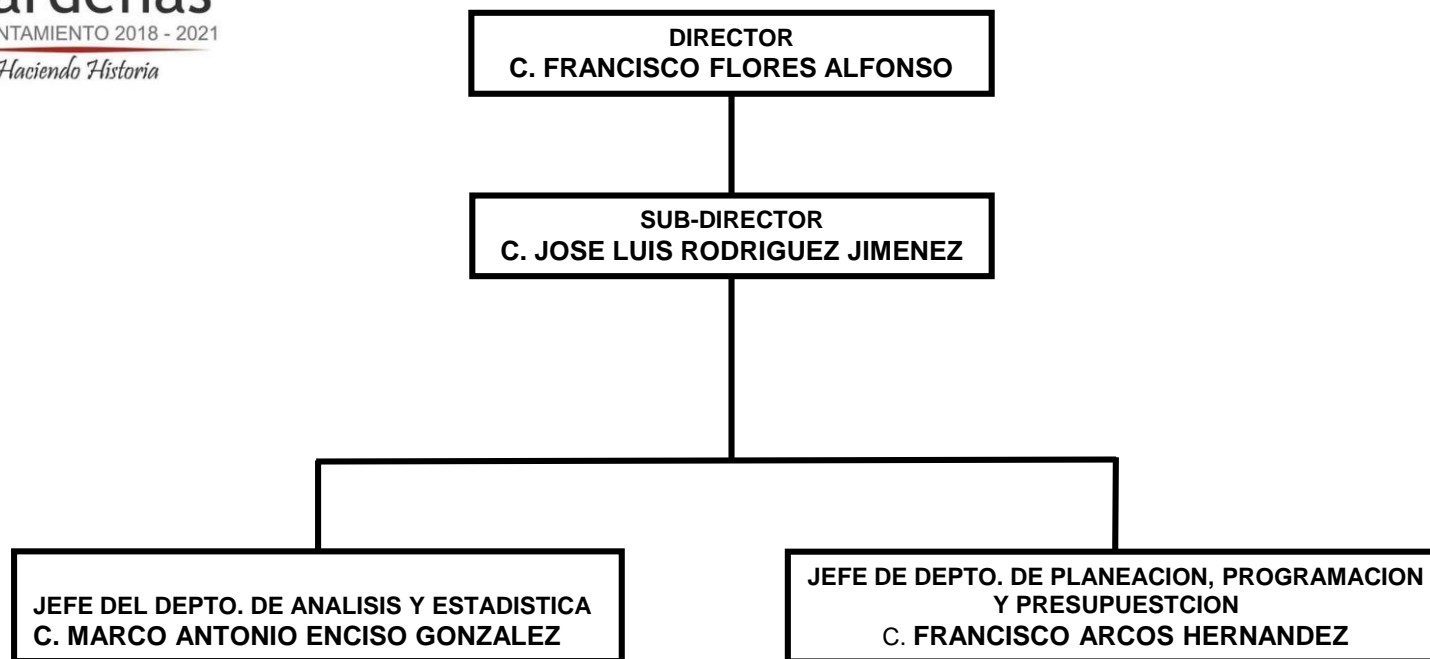 NTAMIENTO 2018 - 2021
Haciendo Historia
DIRECTOR
C. FRANCISCO FLORES ALFONSO
SUB-DIRECTOR
C. JOSE LUIS RODRIGUEZ JIMENEZ
JEFE DEL DEPTO. DE ANALISIS Y ESTADISTICA
C. MARCO ANTONIO ENCISO GONZALEZ
JEFE DE DEPTO. DE PLANEACION, PROGRAMACION
Y PRESUPUESTCION
C. FRANCISCO ARCOS HERNANDEZ